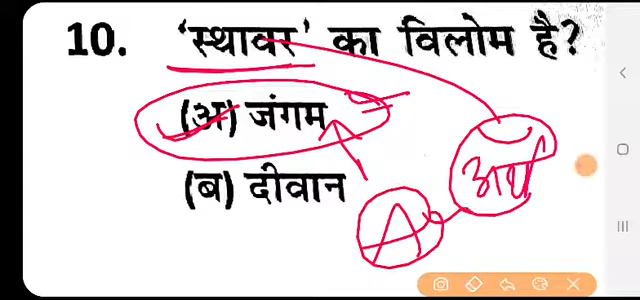 10. 'स्थावर' का विलोम है?
(अ) जंगम
अर्थ
(ब) दीवान
A